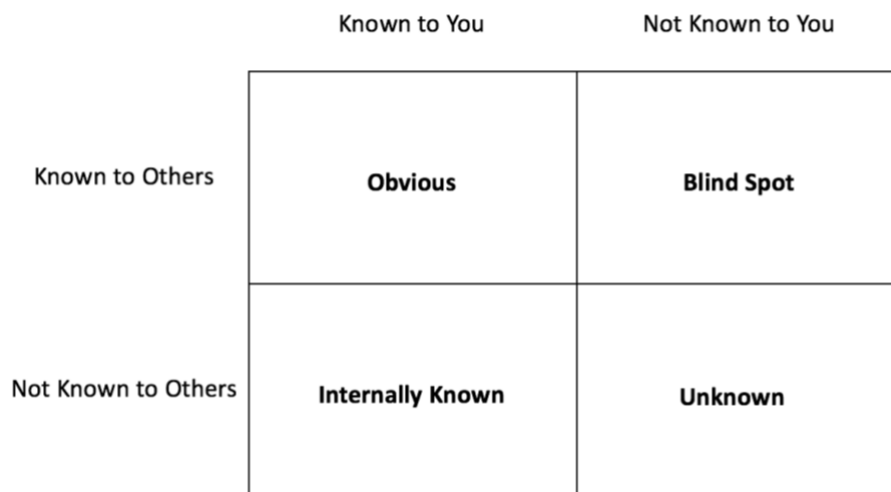 Known to You
Not Known to You
Known to Others
Obvious
Blind Spot
Not Known to Others
Internally Known
Unknown